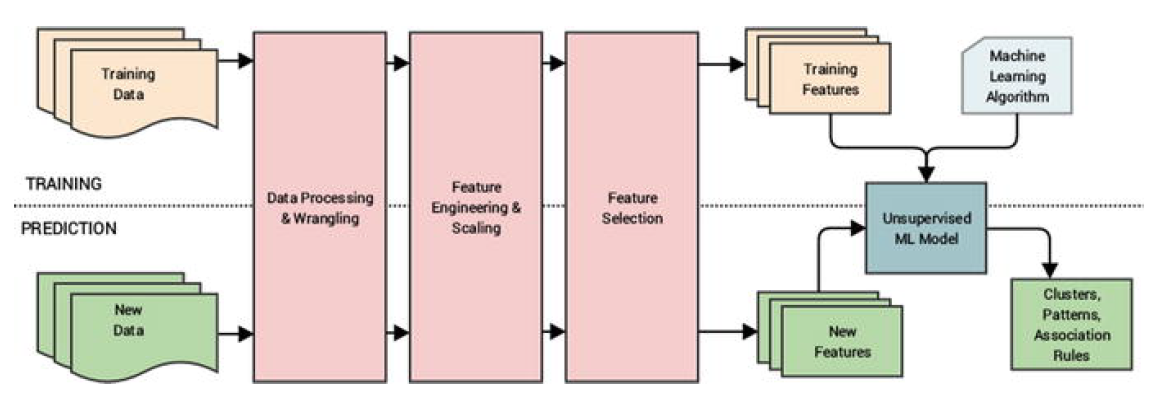 Training
Data
Data Processing
& Wrangling
Feature
Engineering &
Scaling
Feature
Selection
Training
Features
Machine
Learning
Algorithm
TRAINING
PREDICTION
Unsupervised
ML Model
New
Data
New
Features
Clusters,
Patterns,
Association
Rules